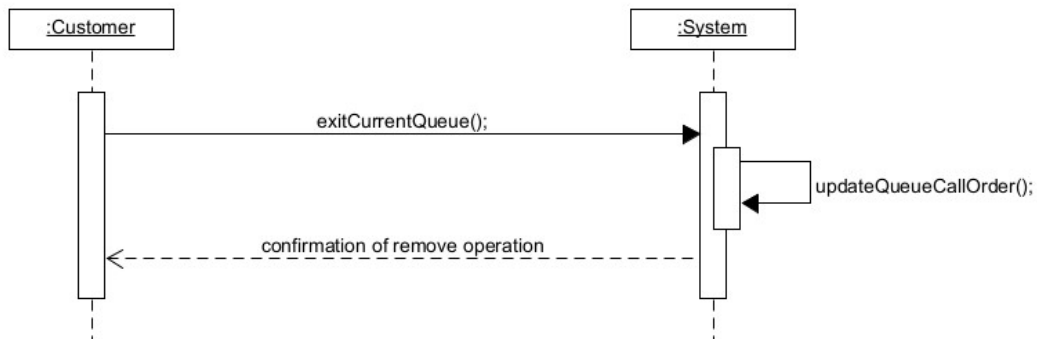 :Customer
:System
exitCurrentQueue();
updateQueueCallOrder();
confirmation of remove operation